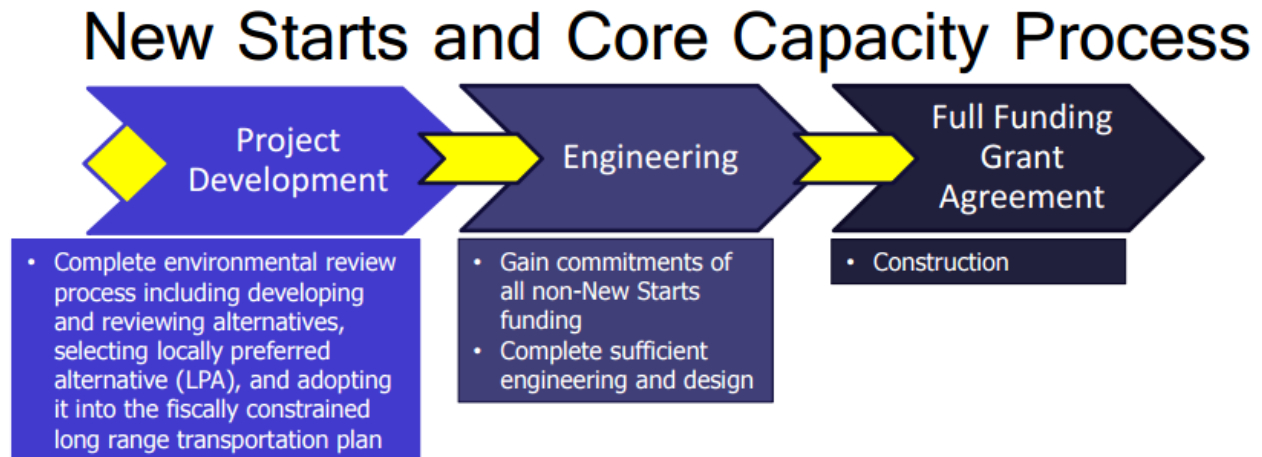 New Starts and Core Capacity Process
Project
Development
• Complete environmental review
process including developing
and reviewing alternatives,
selecting locally preferred
alternative (LPA), and adopting
it into the fiscally constrained
long range transportation plan
Engineering
• Gain commitments of
all non-New Starts
funding
• Complete sufficient
engineering and design
Full Funding
Grant
Agreement
• Construction